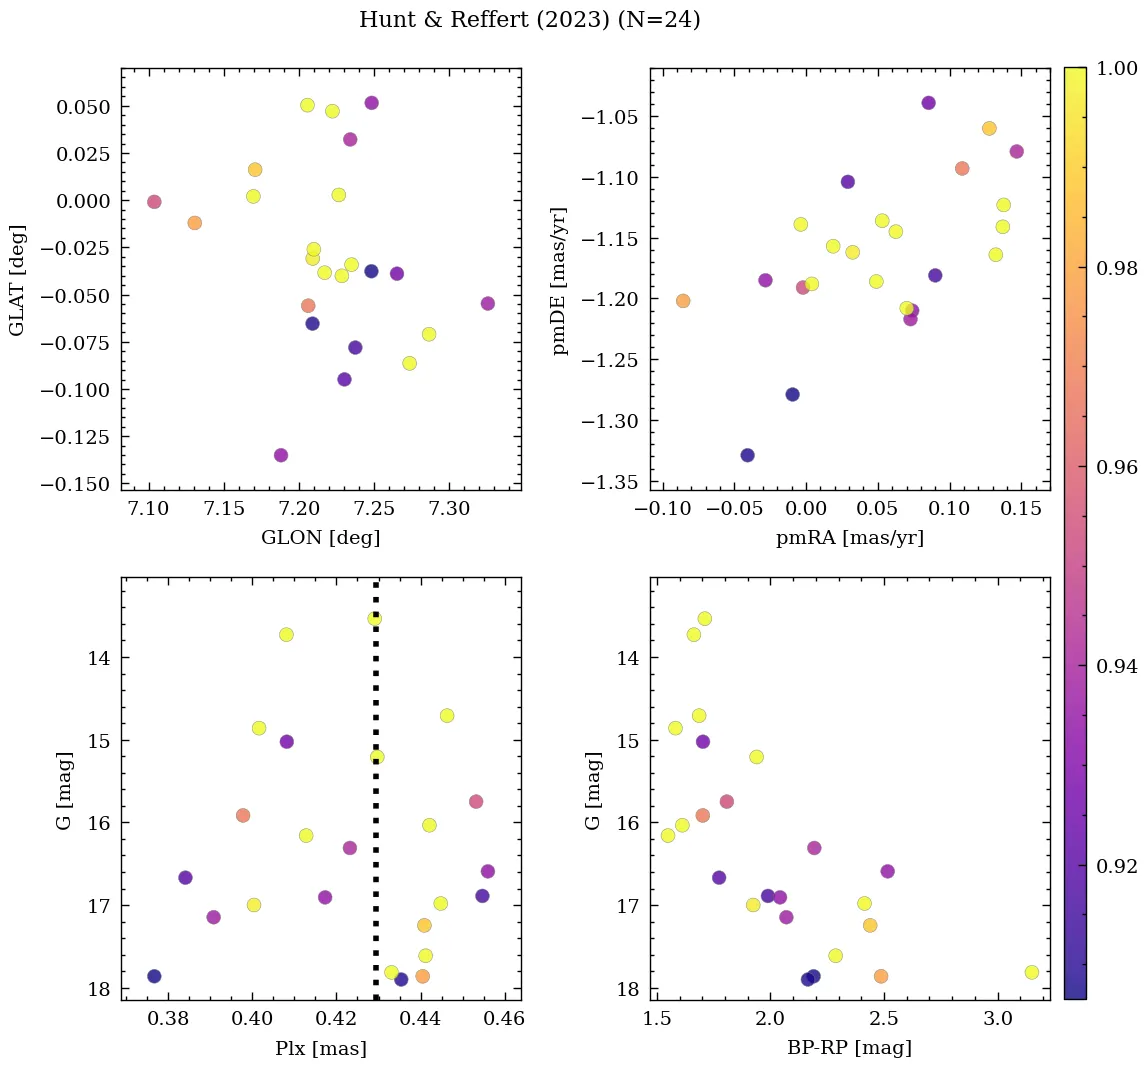 Hunt & Reffert (2023) (N=24)
0.050
0.025
0.000
−0.025
−0.050
−0.075
−0.100
−0.125
−0.150
GLAT [deg]
7.10 7.15 7.20 7.25 7.30
GLON [deg]
−1.05
−1.10
−1.15
−1.20
−1.25
−1.30
−1.35
pmDE [mas/yr]
−0.10 −0.05 0.00 0.05 0.10 0.15
pmRA [mas/yr]
14
15
16
17
18
G [mag]
0.38 0.40 0.42 0.44 0.46
Plx [mas]
14
15
16
17
18
G [mag]
1.5 2.0 2.5 3.0
BP-RP [mag]
1.00
0.98
0.96
0.94
0.92